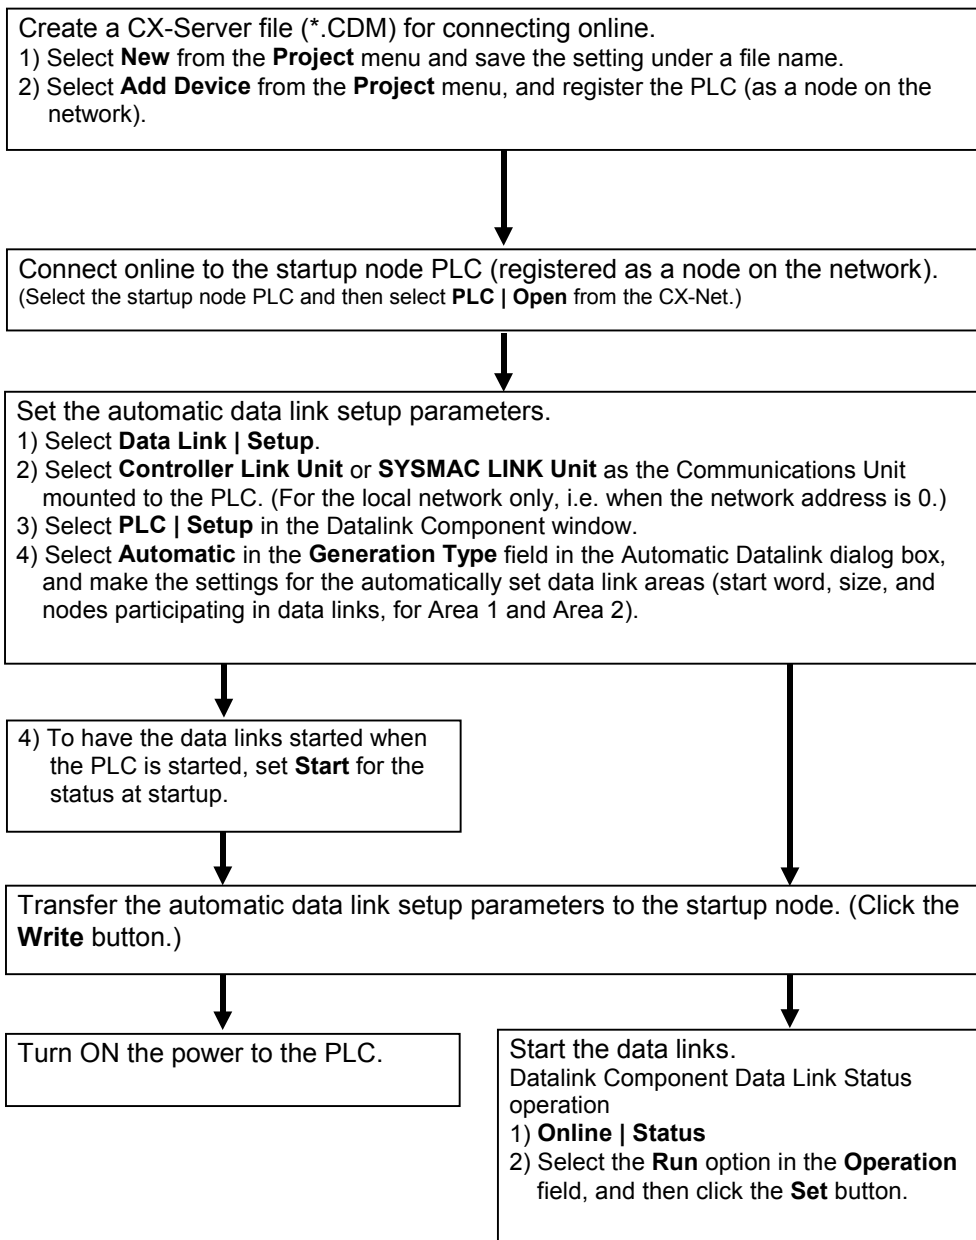 Create a CX-Server file (*.CDM) for connecting online.
1) Select New from the Project menu and save the setting under a file name.
2) Select Add Device from the Project menu, and register the PLC (as a node on the
network).
Connect online to the startup node PLC (registered as a node on the network).
(Select the startup node PLC and then select PLC | Open from the CX-Net.)
Set the automatic data link setup parameters.
1) Select Data Link | Setup.
2) Select Controller Link Unit or SYSMAC LINK Unit as the Communications Unit
mounted to the PLC. (For the local network only, i.e. when the network address is 0.)
3) Select PLC | Setup in the Datalink Component window.
4) Select Automatic in the Generation Type field in the Automatic Datalink dialog box,
and make the settings for the automatically set data link areas (start word, size, and
nodes participating in data links, for Area 1 and Area 2).
4) To have the data links started when
the PLC is started, set Start for the
status at startup.
Transfer the automatic data link setup parameters to the startup node. (Click the
Write button.)
Turn ON the power to the PLC.
Start the data links.
Datalink Component Data Link Status
operation
1) Online | Status
2) Select the Run option in the Operation
field, and then click the Set button.